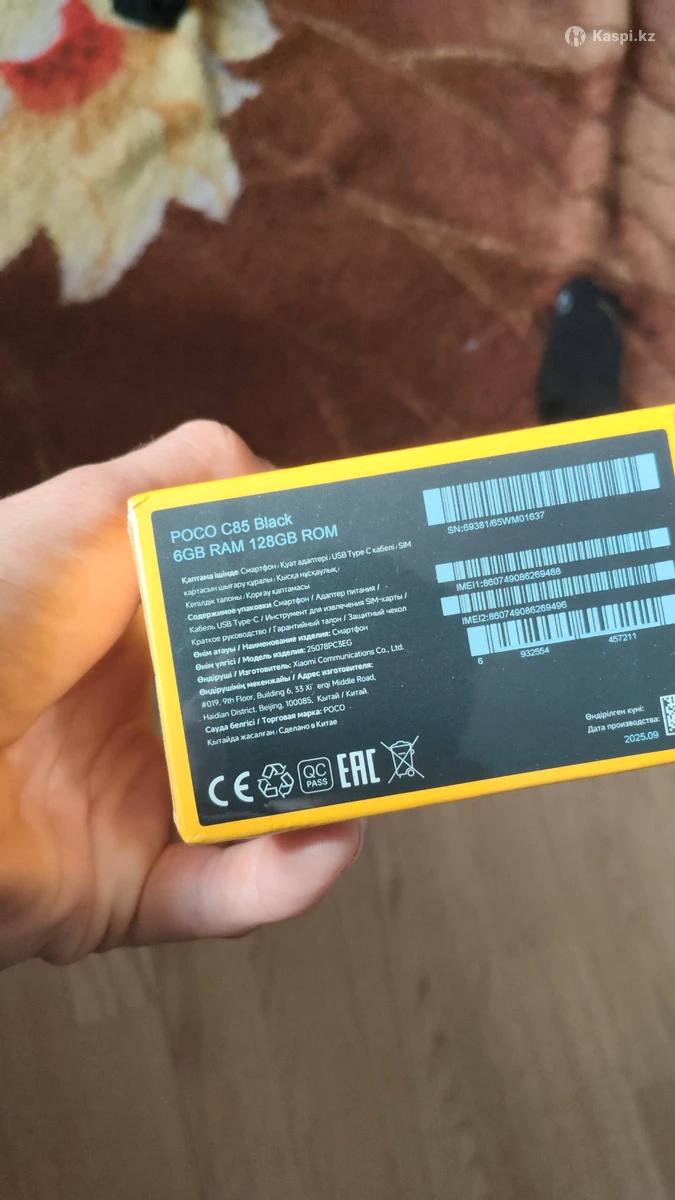 Kaspi.kz
POCO C85 Black
6GB RAM 128GB ROM
Қаптама ішінде Смартфон / Қуат адаптері / USB Type C кабелі / SIM
картасын шығару құралы / Қысқа нұсқаулық /
Кепілдік талоны / Қорғау қаптамасы
Содержимое упаковки Смартфон / Адаптер питания /
Кабель USB Type-C / Инструмент для извлечения SIM-карты /
Краткое руководство / Гарантийный талон / Защитный чехол
Өнім атауы / Наименование изделия: Смартфон
Өнім үлгісі / Модель изделия: 25078PC3EG
Өндіруші / Изготовитель: Xiaomi Communications Co., Ltd.
Өндірушінің мекенжайы / Адрес изготовителя:
#019, 9th Floor, Building 6, 33 Xi erqi Middle Road,
Haidian District, Beijing, 100085, Қытай / Китай.
Сауда белгісі / Торговая марка: POCO
Қытайда жасалған / Сделано в Китае
CE
QC
PASS
EAC
SN:69381/65WM01637
IMEI1:860749086269488
IMEI2:860749086269496
6 932554 457211
Өндірілген күні:
Дата производства:
2025.09